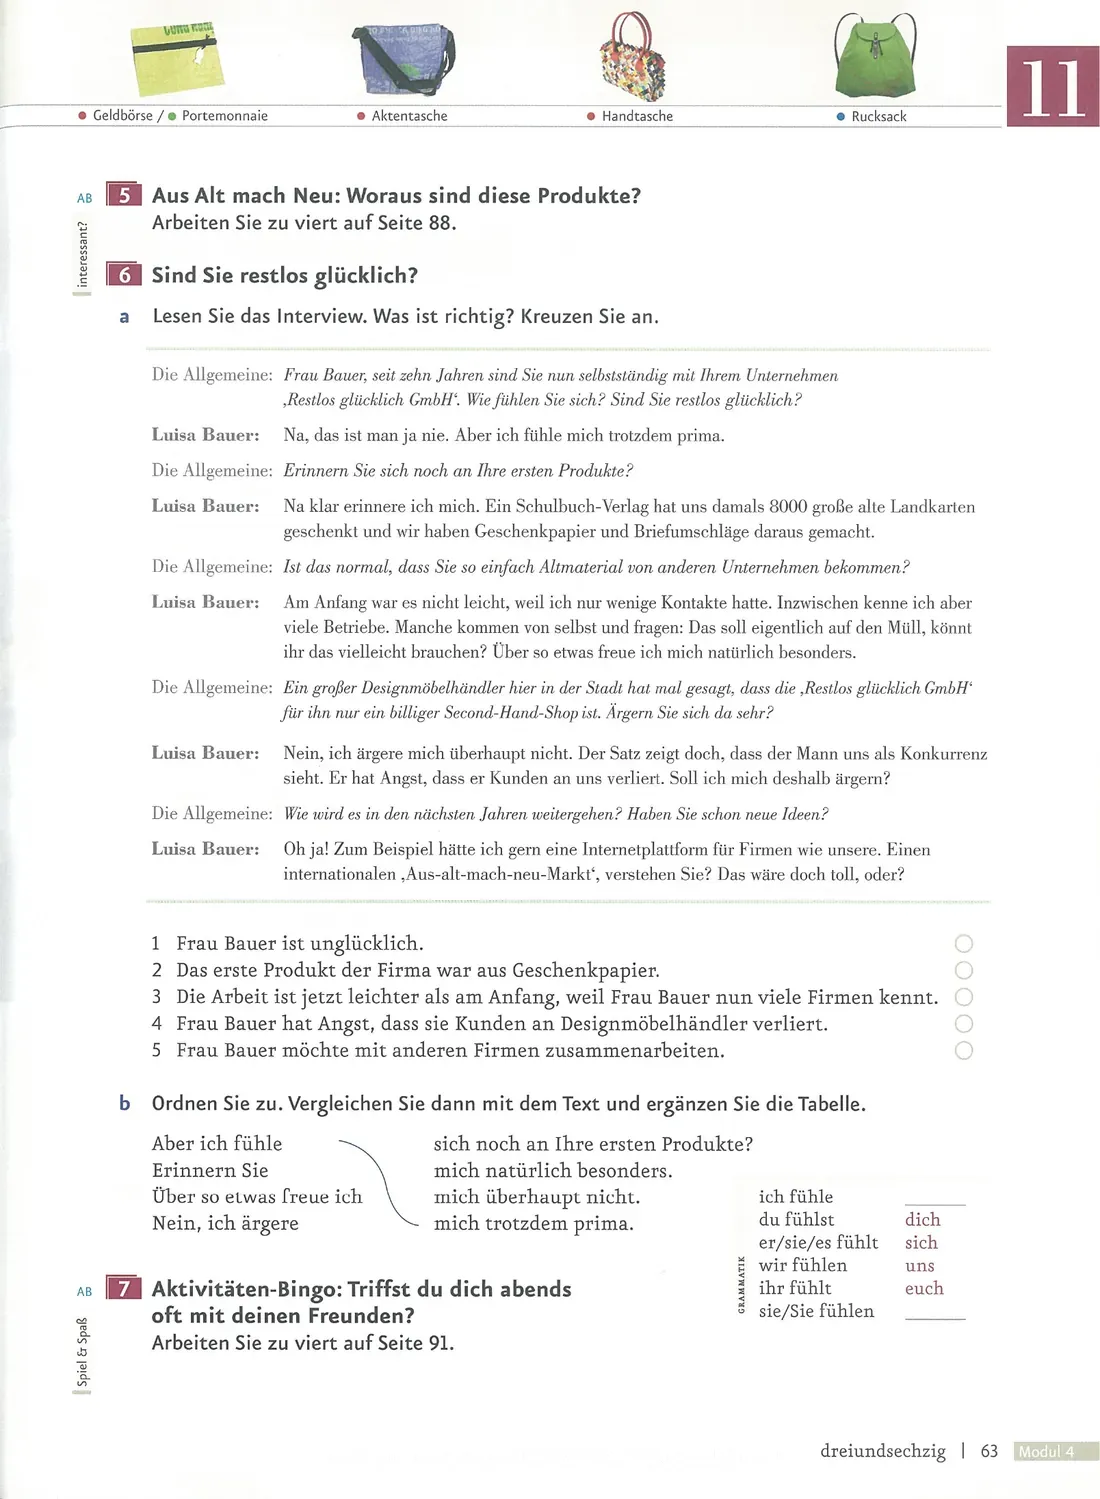 ● Geldbörse / ● Portemonnaie
● Aktentasche
● Handtasche
● Rucksack
11
AB 5 Aus Alt mach Neu: Woraus sind diese Produkte?
Arbeiten Sie zu viert auf Seite 88.
interessant?
6 Sind Sie restlos glücklich?
a Lesen Sie das Interview. Was ist richtig? Kreuzen Sie an.
Die Allgemeine: Frau Bauer, seit zehn Jahren sind Sie nun selbstständig mit Ihrem Unternehmen
‚Restlos glücklich GmbH‘. Wie fühlen Sie sich? Sind Sie restlos glücklich?
Luisa Bauer: Na, das ist man ja nie. Aber ich fühle mich trotzdem prima.
Die Allgemeine: Erinnern Sie sich noch an Ihre ersten Produkte?
Luisa Bauer: Na klar erinnere ich mich. Ein Schulbuch-Verlag hat uns damals 8000 große alte Landkarten
geschenkt und wir haben Geschenkpapier und Briefumschläge daraus gemacht.
Die Allgemeine: Ist das normal, dass Sie so einfach Altmaterial von anderen Unternehmen bekommen?
Luisa Bauer: Am Anfang war es nicht leicht, weil ich nur wenige Kontakte hatte. Inzwischen kenne ich aber
viele Betriebe. Manche kommen von selbst und fragen: Das soll eigentlich auf den Müll, könnt
ihr das vielleicht brauchen? Über so etwas freue ich mich natürlich besonders.
Die Allgemeine: Ein großer Designmöbelhändler hier in der Stadt hat mal gesagt, dass die ‚Restlos glücklich GmbH‘
für ihn nur ein billiger Second-Hand-Shop ist. Ärgern Sie sich da sehr?
Luisa Bauer: Nein, ich ärgere mich überhaupt nicht. Der Satz zeigt doch, dass der Mann uns als Konkurrenz
sieht. Er hat Angst, dass er Kunden an uns verliert. Soll ich mich deshalb ärgern?
Die Allgemeine: Wie wird es in den nächsten Jahren weitergehen? Haben Sie schon neue Ideen?
Luisa Bauer: Oh ja! Zum Beispiel hätte ich gern eine Internetplattform für Firmen wie unsere. Einen
internationalen ‚Aus-alt-mach-neu-Markt‘, verstehen Sie? Das wäre doch toll, oder?
1 Frau Bauer ist unglücklich.
2 Das erste Produkt der Firma war aus Geschenkpapier.
3 Die Arbeit ist jetzt leichter als am Anfang, weil Frau Bauer nun viele Firmen kennt.
4 Frau Bauer hat Angst, dass sie Kunden an Designmöbelhändler verliert.
5 Frau Bauer möchte mit anderen Firmen zusammenarbeiten.
b Ordnen Sie zu. Vergleichen Sie dann mit dem Text und ergänzen Sie die Tabelle.
Aber ich fühle sich noch an Ihre ersten Produkte?
Erinnern Sie mich natürlich besonders.
Über so etwas freue ich mich überhaupt nicht.
Nein, ich ärgere mich trotzdem prima.
GRAMMATIK
ich fühle ______
du fühlst dich
er/sie/es fühlt sich
wir fühlen uns
ihr fühlt euch
sie/Sie fühlen ______
AB 7 Aktivitäten-Bingo: Triffst du dich abends
oft mit deinen Freunden?
Arbeiten Sie zu viert auf Seite 91.
Spiel & Spaß
dreiundsechzig | 63 Modul 4